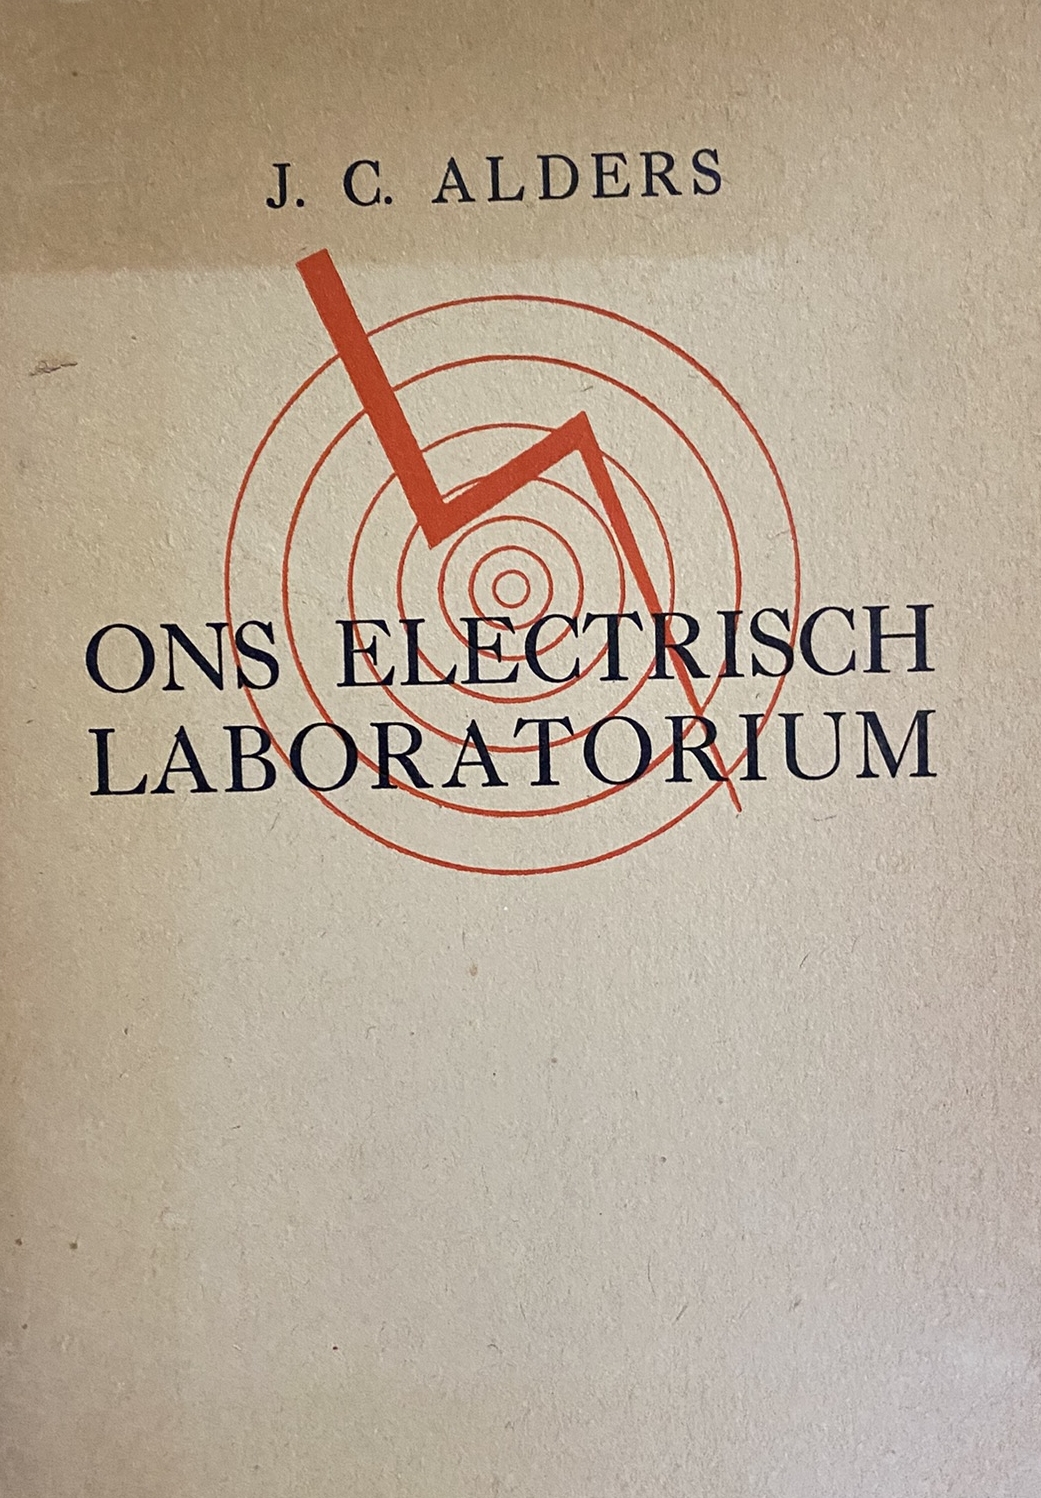 J. C. ALDERS
ONS ELECTRISCH
LABORATORIUM